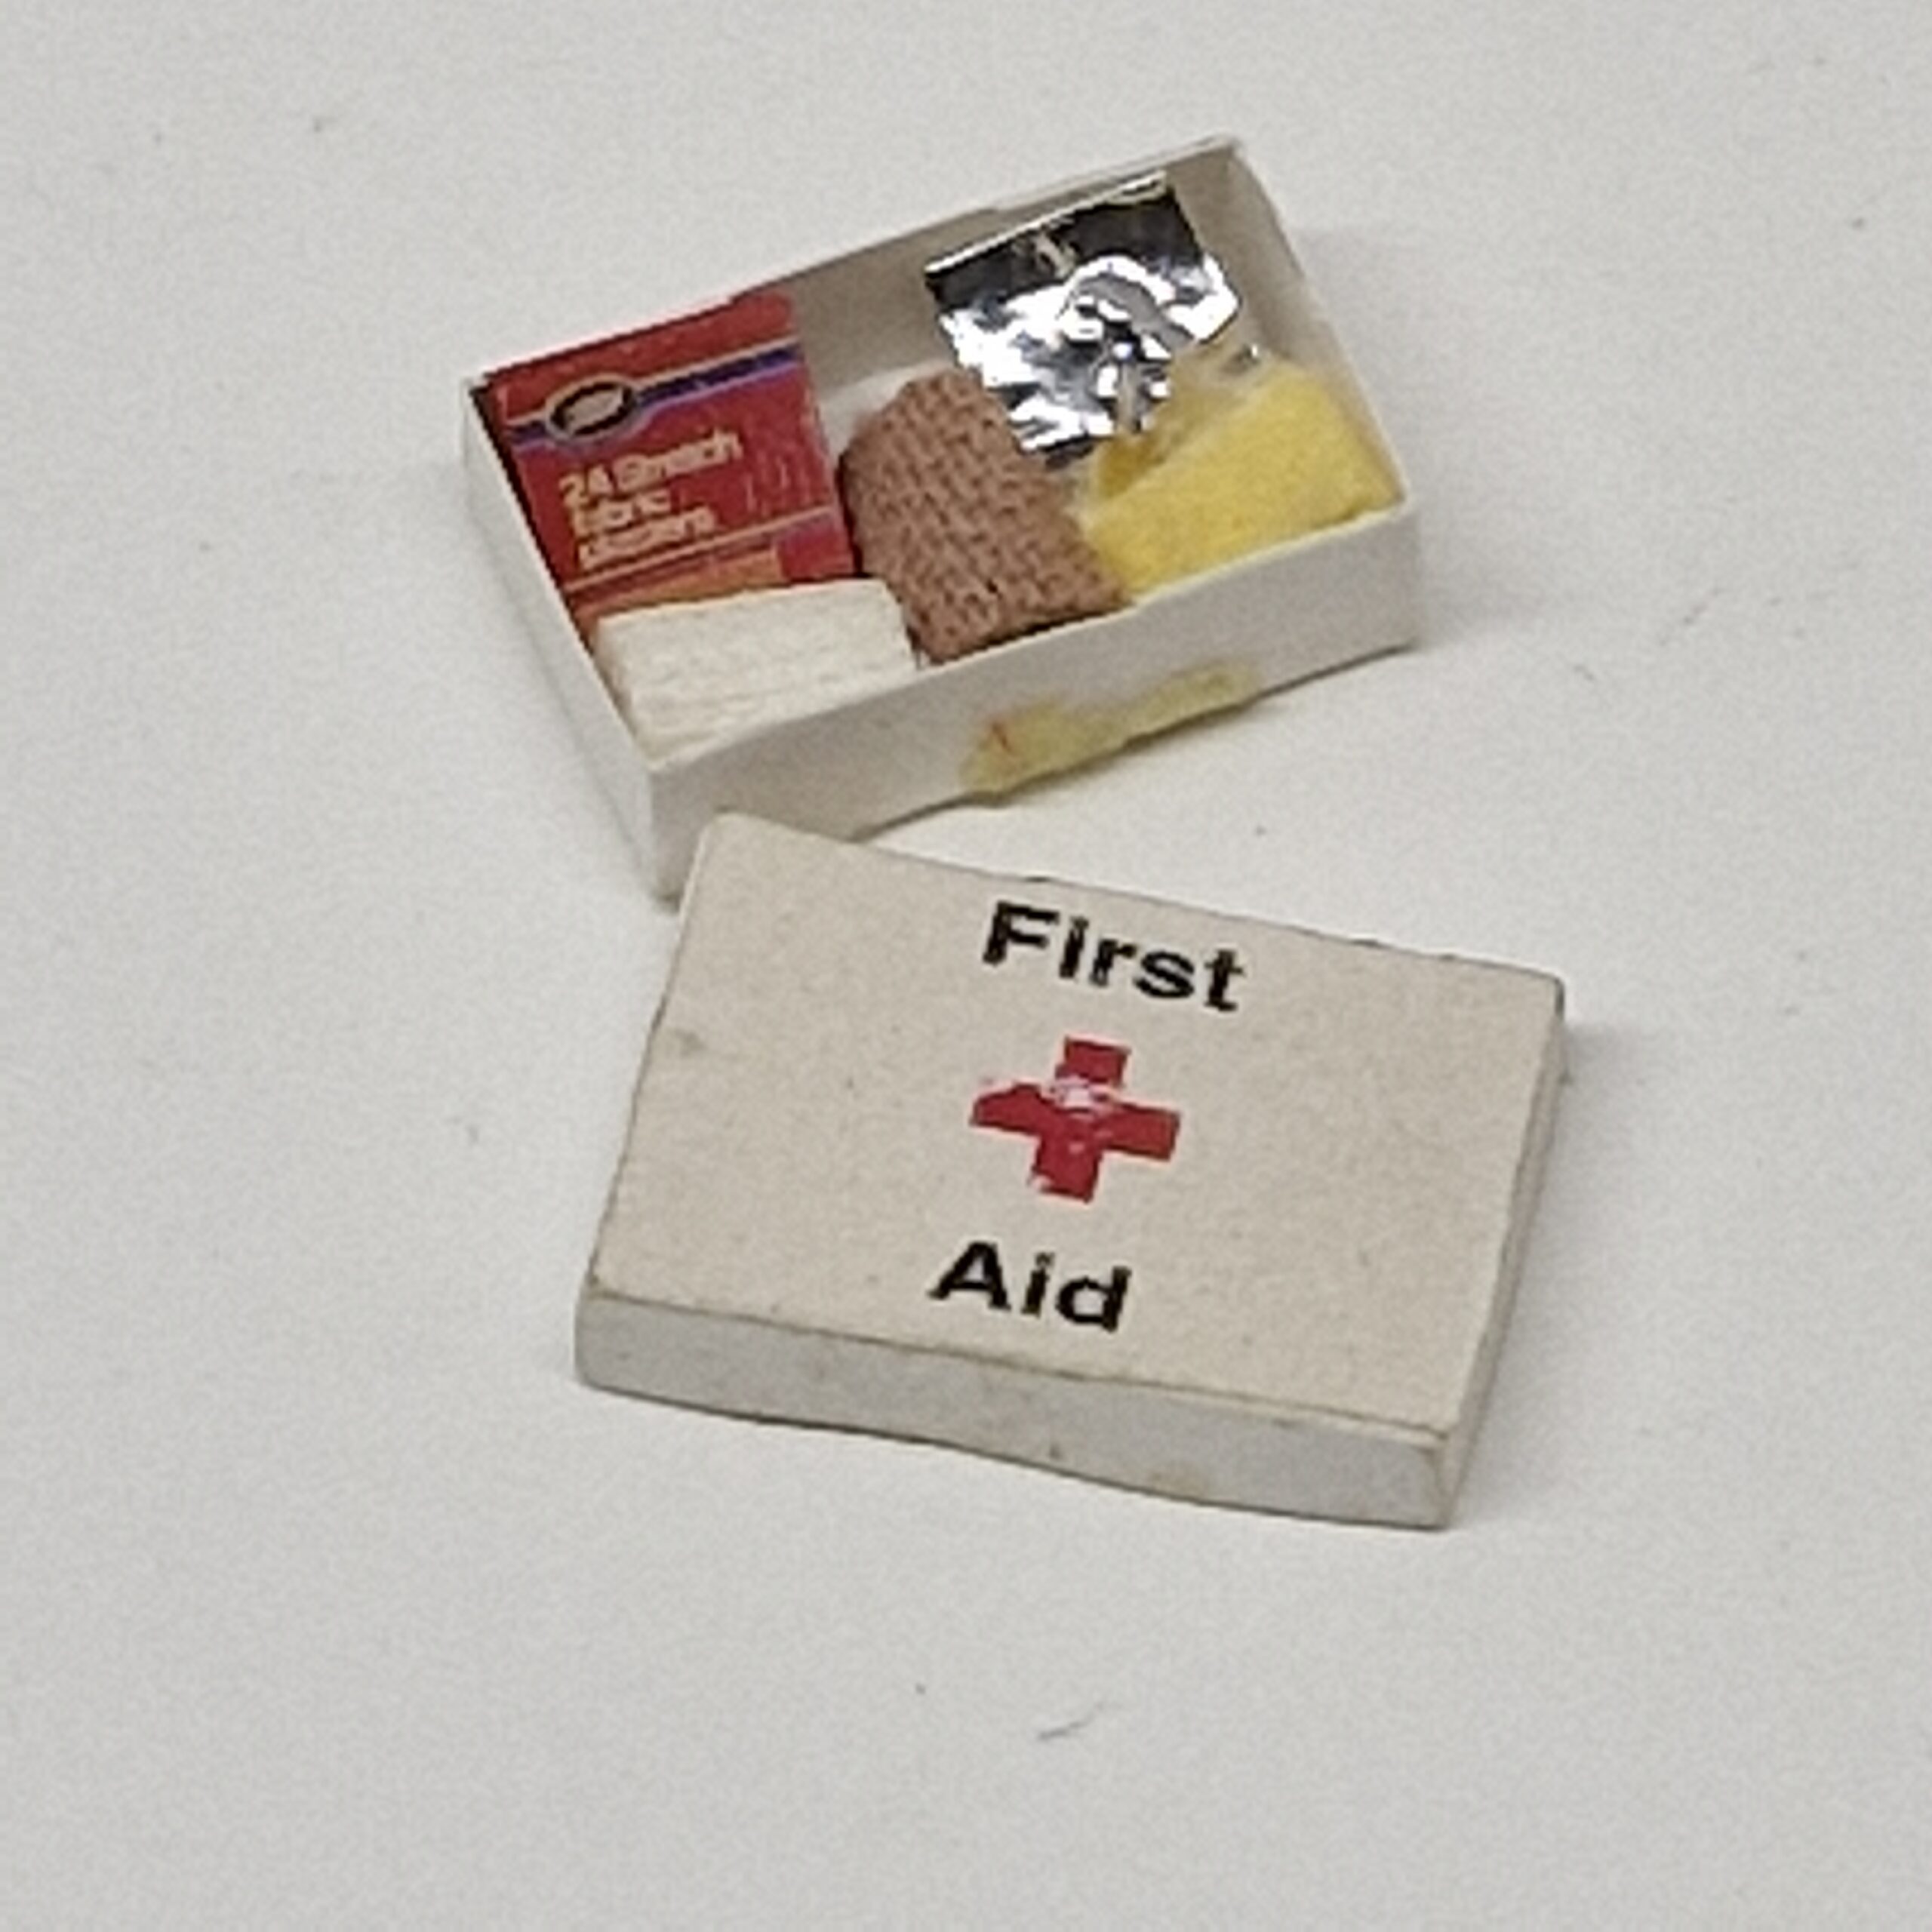 24 Stretch
fabric
plasters
First
Aid